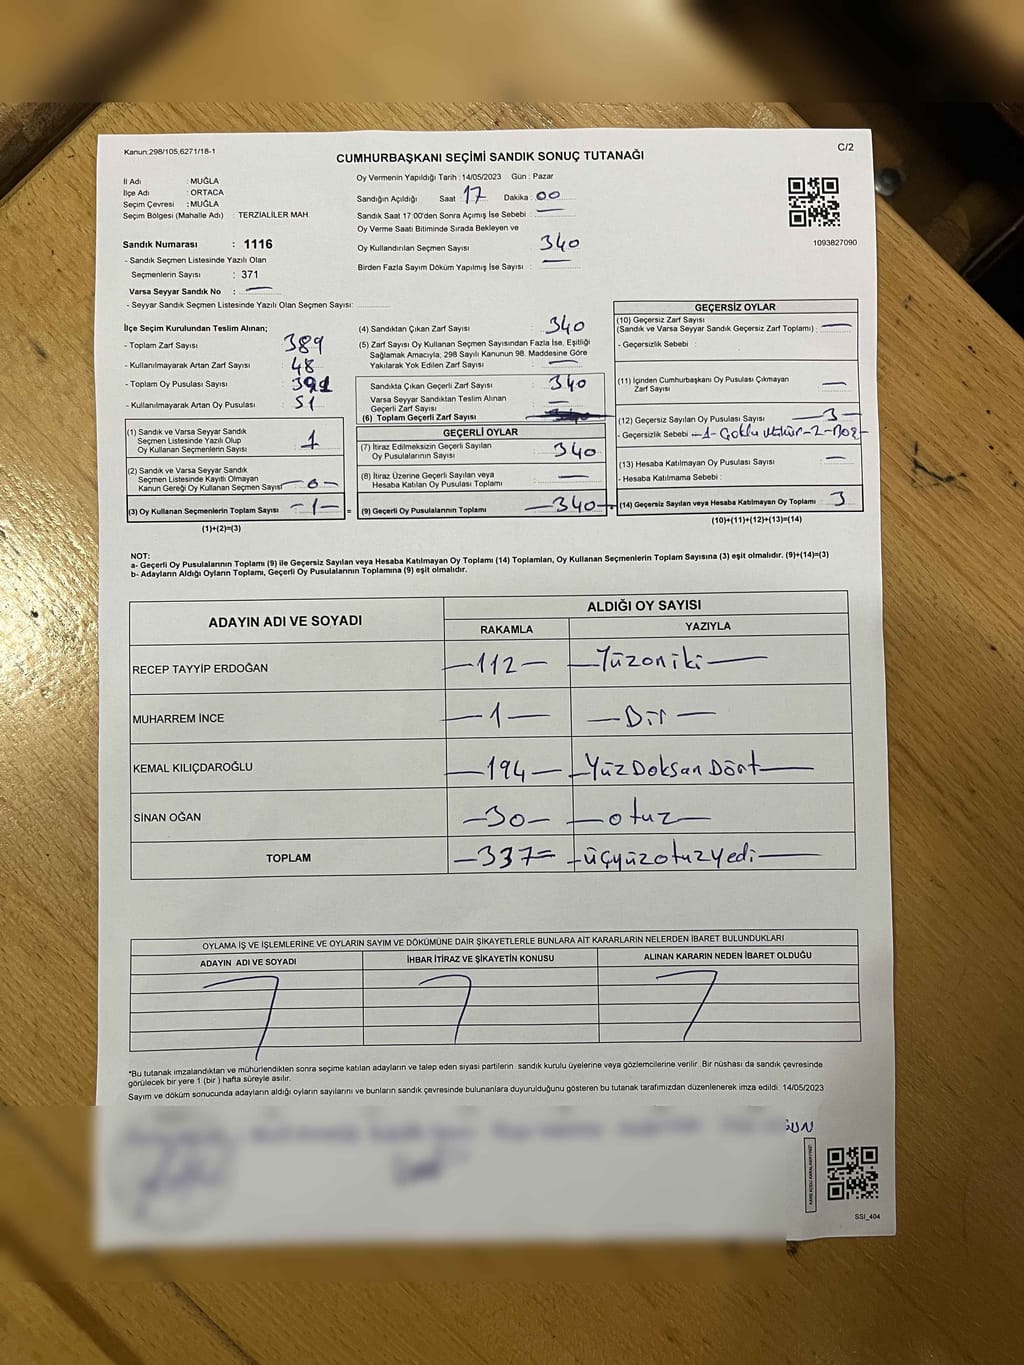 Kanun:298/105,6271/18-1
C/2
CUMHURBAŞKANI SEÇİMİ SANDIK SONUÇ TUTANAĞI
İl Adı : MUĞLA
İlçe Adı : ORTACA
Seçim Çevresi : MUĞLA
Seçim Bölgesi (Mahalle Adı) : TERZİALİLER MAH.
Sandık Numarası : 1116
- Sandık Seçmen Listesinde Yazılı Olan
Seçmenlerin Sayısı : 371
Varsa Seyyar Sandık No : —
- Seyyar Sandık Seçmen Listesinde Yazılı Olan Seçmen Sayısı:
Oy Vermenin Yapıldığı Tarih : 14/05/2023 Gün : Pazar
Sandığın Açıldığı Saat : 17 Dakika : 00
Sandık Saat 17:00'den Sonra Açılmış İse Sebebi : —
Oy Verme Saati Bitiminde Sırada Bekleyen ve
Oy Kullandırılan Seçmen Sayısı : 340
Birden Fazla Sayım Döküm Yapılmış İse Sayısı : —
1093827090
İlçe Seçim Kurulundan Teslim Alınan;
- Toplam Zarf Sayısı : 389
- Kullanılmayarak Artan Zarf Sayısı : 48
- Toplam Oy Pusulası Sayısı :
- Kullanılmayarak Artan Oy Pusulası : 51
(1) Sandık ve Varsa Seyyar Sandık
Seçmen Listesinde Yazılı Olup
Oy Kullanan Seçmenlerin Sayısı 1
(2) Sandık ve Varsa Seyyar Sandık
Seçmen Listesinde Kayıtlı Olmayan
Kanun Gereği Oy Kullanan Seçmen Sayısı —0—
(3) Oy Kullanan Seçmenlerin Toplam Sayısı —1— =
(1)+(2)=(3)
(4) Sandıktan Çıkan Zarf Sayısı : 340
(5) Zarf Sayısı Oy Kullanan Seçmen Sayısından Fazla İse, Eşitliği
Sağlamak Amacıyla; 298 Sayılı Kanunun 98. Maddesine Göre
Yakılarak Yok Edilen Zarf Sayısı : —
Sandıkta Çıkan Geçerli Zarf Sayısı : 340
Varsa Seyyar Sandıktan Teslim Alınan
Geçerli Zarf Sayısı : —
(6) Toplam Geçerli Zarf Sayısı :
GEÇERLİ OYLAR
(7) İtiraz Edilmeksizin Geçerli Sayılan
Oy Pusulalarının Sayısı : 340
(8) İtiraz Üzerine Geçerli Sayılan veya
Hesaba Katılan Oy Pusulası Toplamı : —
(9) Geçerli Oy Pusulalarının Toplamı —340— +
GEÇERSİZ OYLAR
(10) Geçersiz Zarf Sayısı
(Sandık ve Varsa Seyyar Sandık Geçersiz Zarf Toplamı) : —
- Geçersizlik Sebebi :
(11) İçinden Cumhurbaşkanı Oy Pusulası Çıkmayan
Zarf Sayısı : —
(12) Geçersiz Sayılan Oy Pusulası Sayısı : —3—
- Geçersizlik Sebebi : —1-Çoklu Mühür-2-Boş—
(13) Hesaba Katılmayan Oy Pusulası Sayısı : —
- Hesaba Katılmama Sebebi :
(14) Geçersiz Sayılan veya Hesaba Katılmayan Oy Toplamı : 3
(10)+(11)+(12)+(13)=(14)
NOT:
a- Geçerli Oy Pusulalarının Toplamı (9) ile Geçersiz Sayılan veya Hesaba Katılmayan Oy Toplamı (14) Toplamları, Oy Kullanan Seçmenlerin Toplam Sayısına (3) eşit olmalıdır. (9)+(14)=(3)
b- Adayların Aldığı Oyların Toplamı, Geçerli Oy Pusulalarının Toplamına (9) eşit olmalıdır.
ADAYIN ADI VE SOYADI
ALDIĞI OY SAYISI
RAKAMLA YAZIYLA
RECEP TAYYİP ERDOĞAN —112— —Yüzoniki—
MUHARREM İNCE —1— —Bir—
KEMAL KILIÇDAROĞLU —194— —YüzDoksanDört—
SİNAN OĞAN —30— —otuz—
TOPLAM —337= —üçyüzotuzyedi—
OYLAMA İŞ VE İŞLEMLERİNE VE OYLARIN SAYIM VE DÖKÜMÜNE DAİR ŞİKAYETLERLE BUNLARA AİT KARARLARIN NELERDEN İBARET BULUNDUKLARI
ADAYIN ADI VE SOYADI İHBAR İTİRAZ VE ŞİKAYETİN KONUSU ALINAN KARARIN NEDEN İBARET OLDUĞU
*Bu tutanak imzalandıktan ve mühürlendikten sonra seçime katılan adayların ve talep eden siyasi partilerin sandık kurulu üyelerine veya gözlemcilerine verilir. Bir nüshası da sandık çevresinde
görülecek bir yere 1 (bir ) hafta süreyle asılır.
Sayım ve döküm sonucunda adayların aldığı oyların sayılarını ve bunların sandık çevresinde bulunanlara duyurulduğunu gösteren bu tutanak tarafımızdan düzenlenerek imza edildi. 14/05/2023
SSI_404